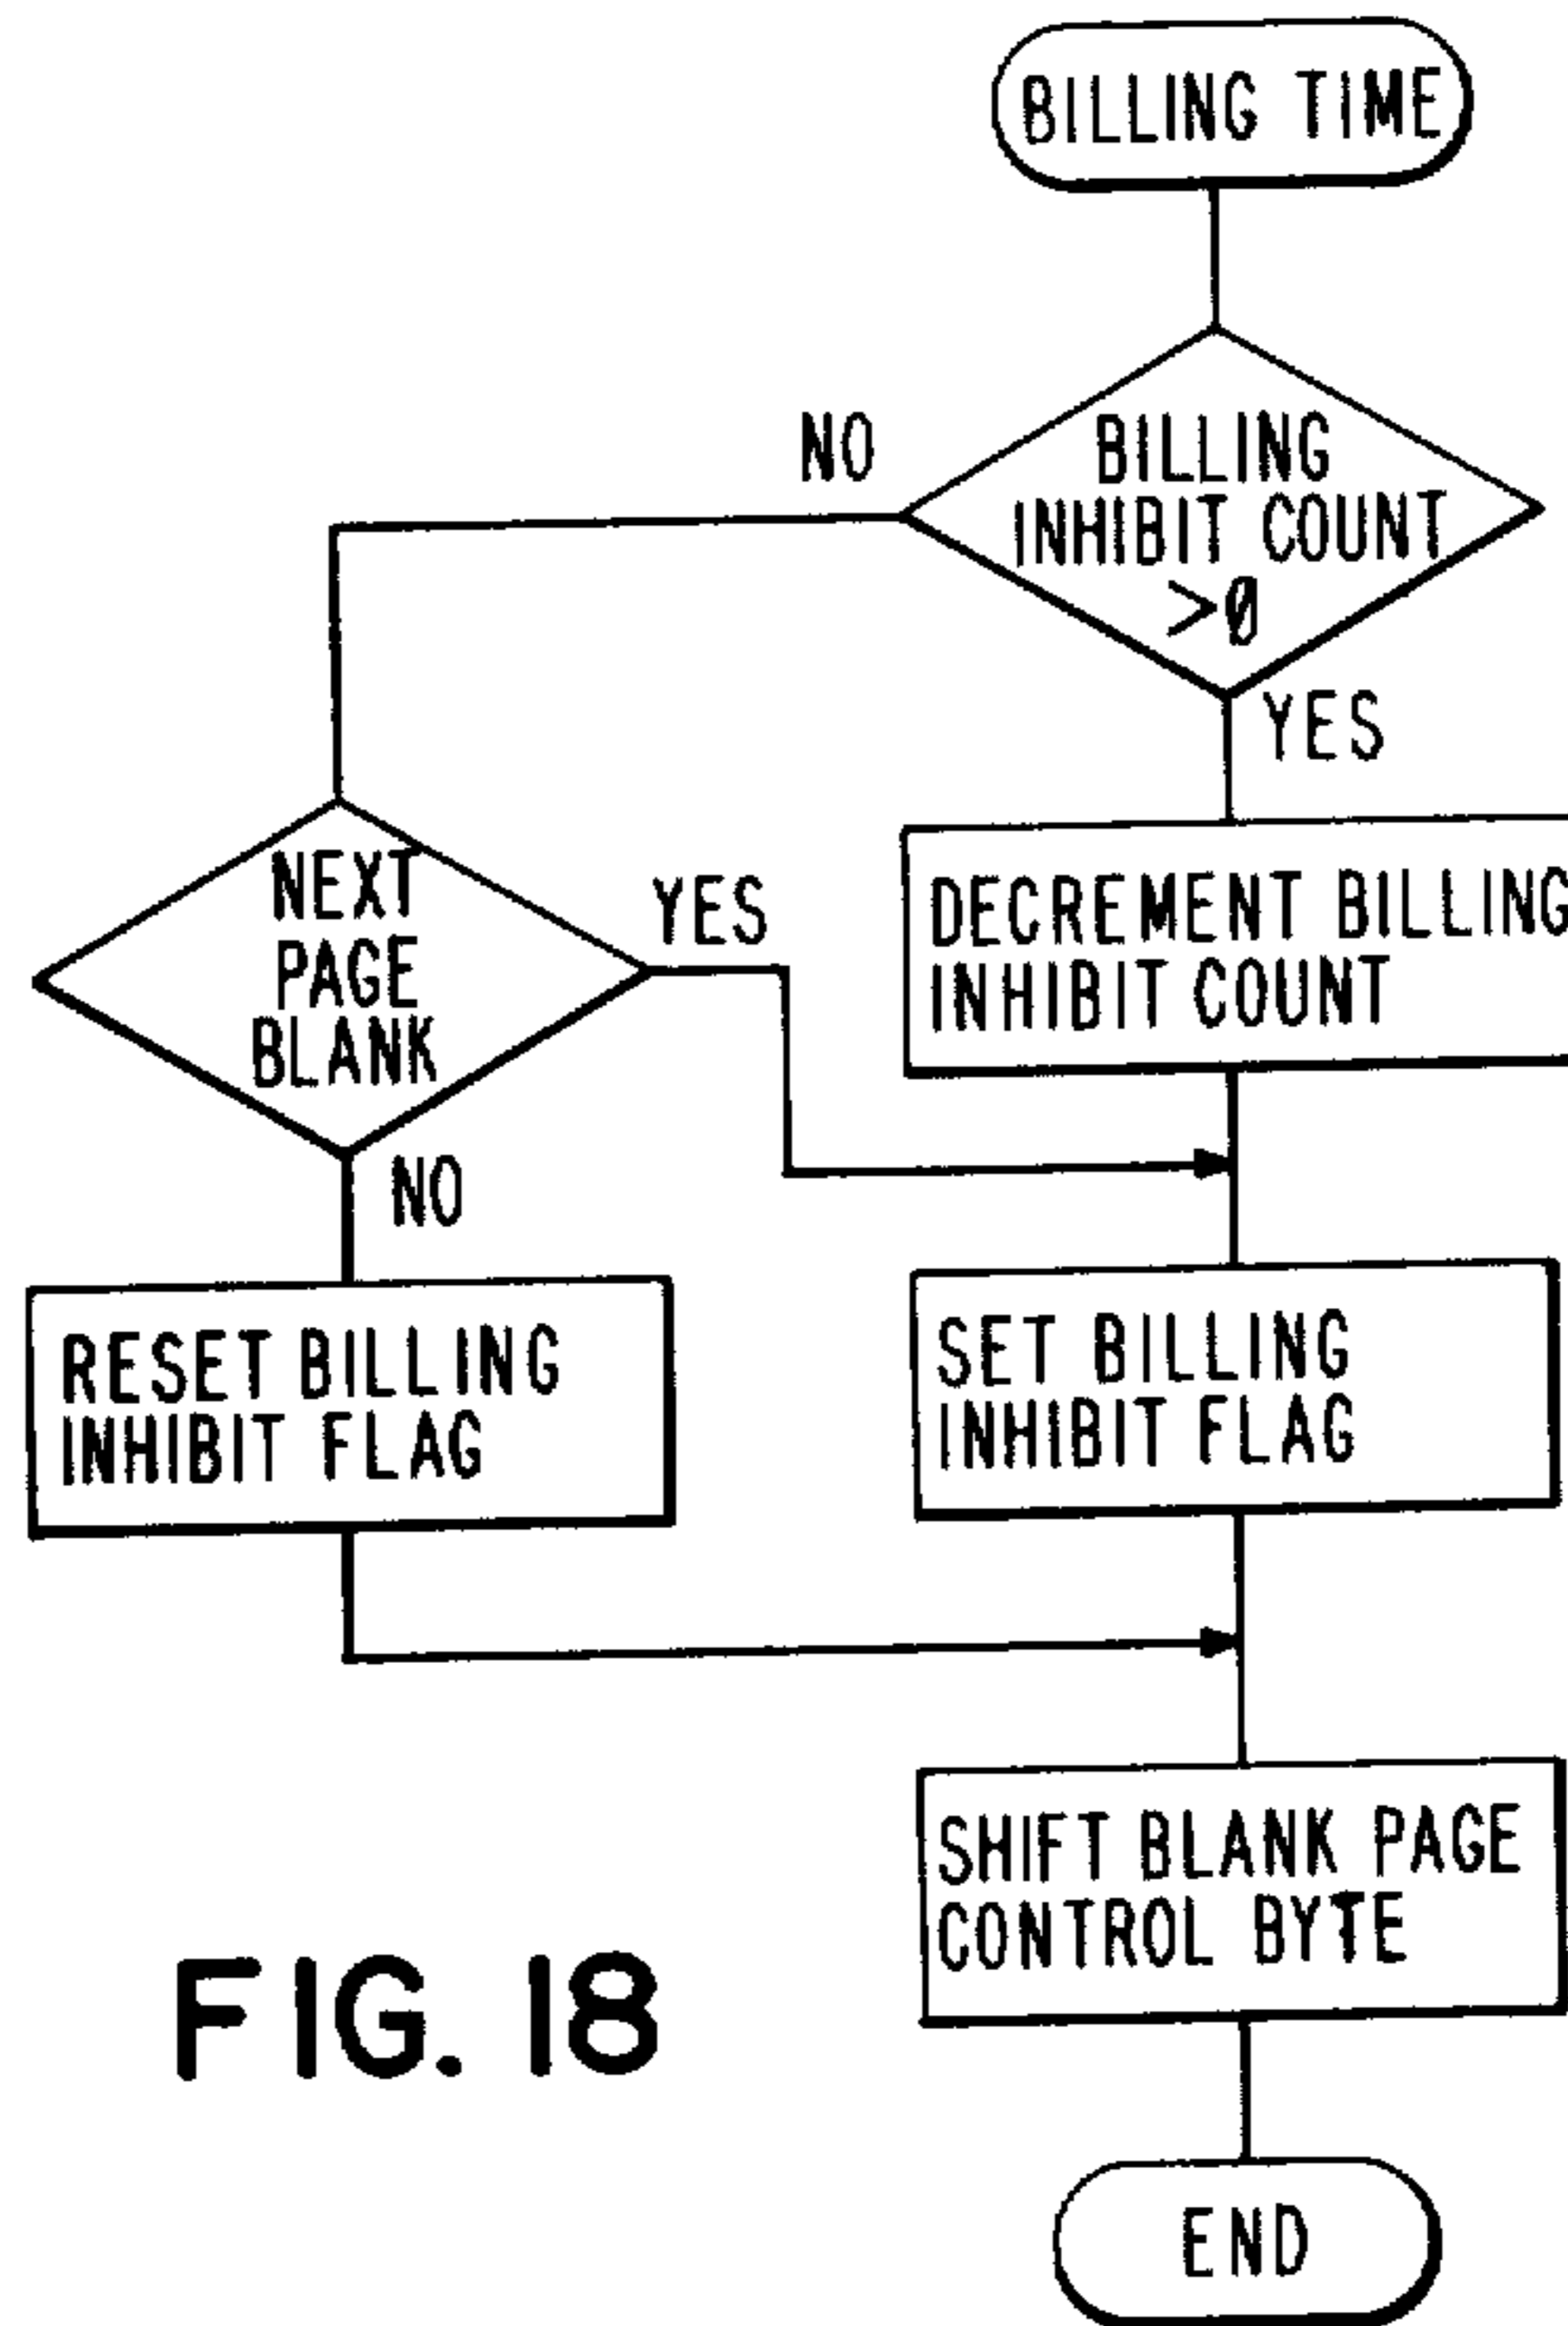 BILLING TIME
NO
BILLING
INHIBIT COUNT
>0
YES
NEXT
PAGE
BLANK
YES
DECREMENT BILLING
INHIBIT COUNT
NO
RESET BILLING
INHIBIT FLAG
SET BILLING
INHIBIT FLAG
SHIFT BLANK PAGE
CONTROL BYTE
FIG. 18
END